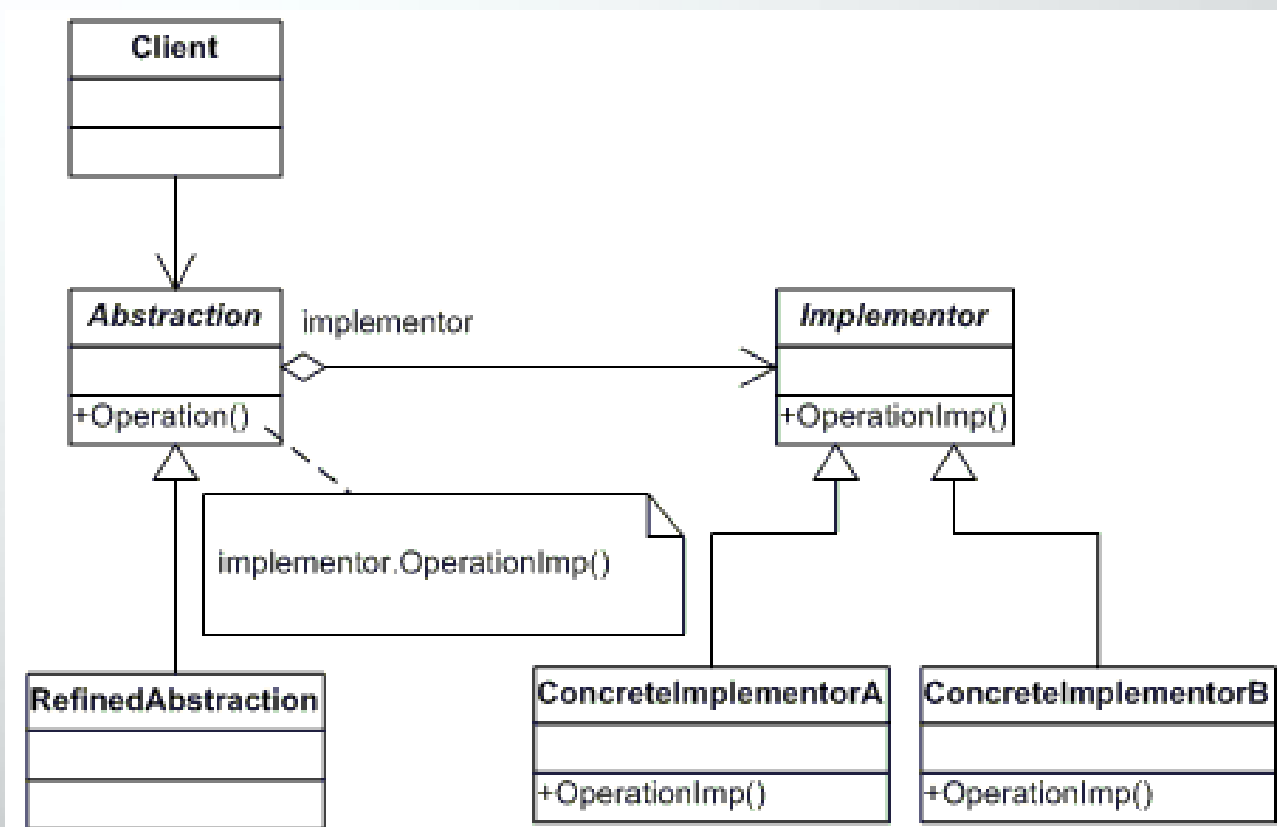 Client
Abstraction
implementor
Implementor
+Operation()
+OperationImp()
implementor.OperationImp()
RefinedAbstraction
ConcreteImplementorA
ConcreteImplementorB
+OperationImp()
+OperationImp()